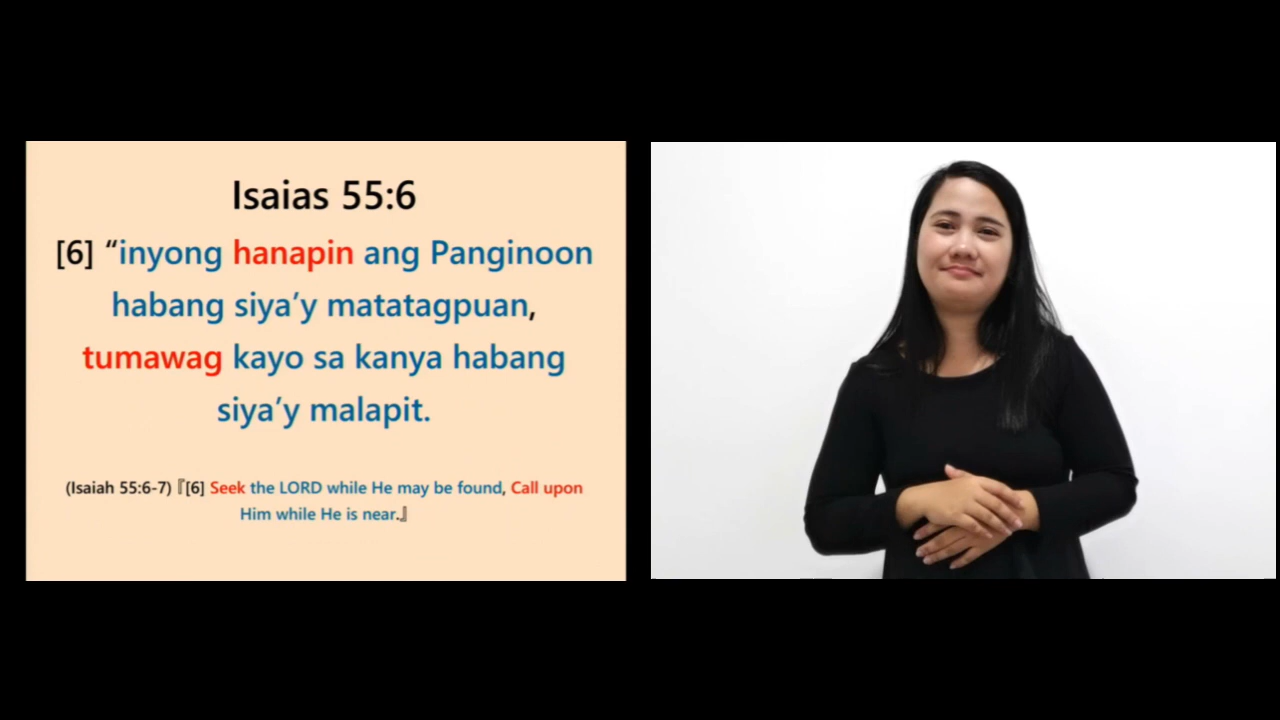 Isaias 55:6
[6] “inyong hanapin ang Panginoon
habang siya’y matatagpuan,
tumawag kayo sa kanya habang
siya’y malapit.
(Isaiah 55:6-7)『[6] Seek the LORD while He may be found, Call upon
Him while He is near.』